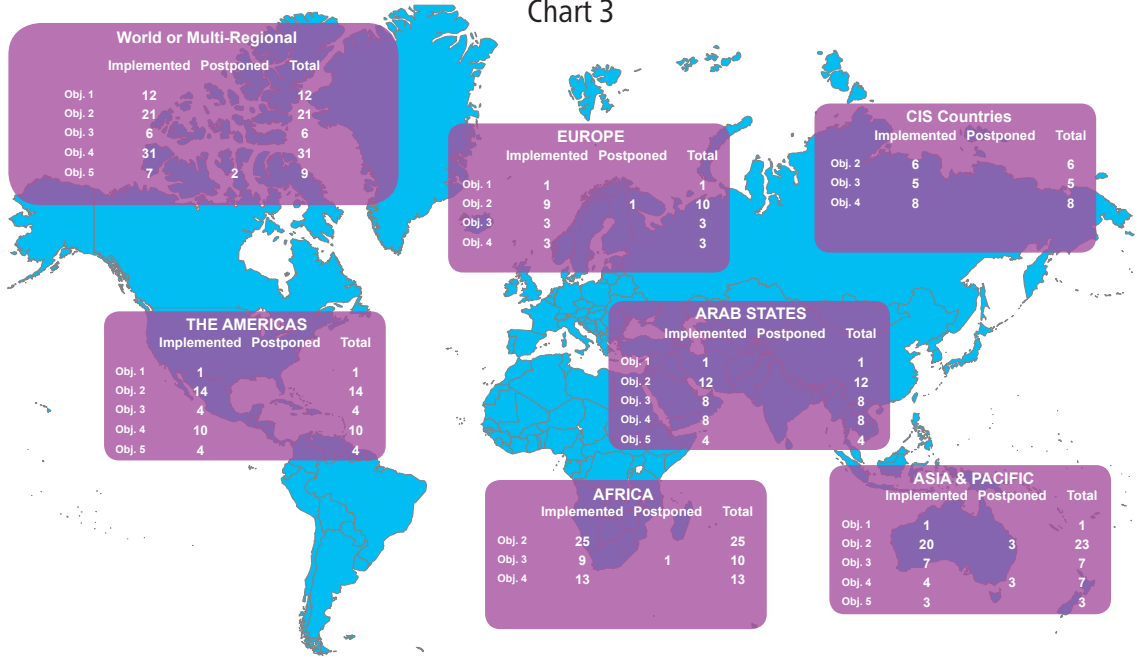 Chart 3
World or Multi-Regional
Implemented Postponed Total
Obj. 1 12 12
Obj. 2 21 21
Obj. 3 6 6
Obj. 4 31 31
Obj. 5 7 2 9
EUROPE
Implemented Postponed Total
Obj. 1 1 1
Obj. 2 9 1 10
Obj. 3 3 3
Obj. 4 3 3
CIS Countries
Implemented Postponed Total
Obj. 2 6 6
Obj. 3 5 5
Obj. 4 8 8
THE AMERICAS
Implemented Postponed Total
Obj. 1 1 1
Obj. 2 14 14
Obj. 3 4 4
Obj. 4 10 10
Obj. 5 4 4
ARAB STATES
Implemented Postponed Total
Obj. 1 1 1
Obj. 2 12 12
Obj. 3 8 8
Obj. 4 8 8
Obj. 5 4 4
AFRICA
Implemented Postponed Total
Obj. 2 25 25
Obj. 3 9 1 10
Obj. 4 13 13
ASIA & PACIFIC
Implemented Postponed Total
Obj. 1 1 1
Obj. 2 20 3 23
Obj. 3 7 7
Obj. 4 4 3 7
Obj. 5 3 3